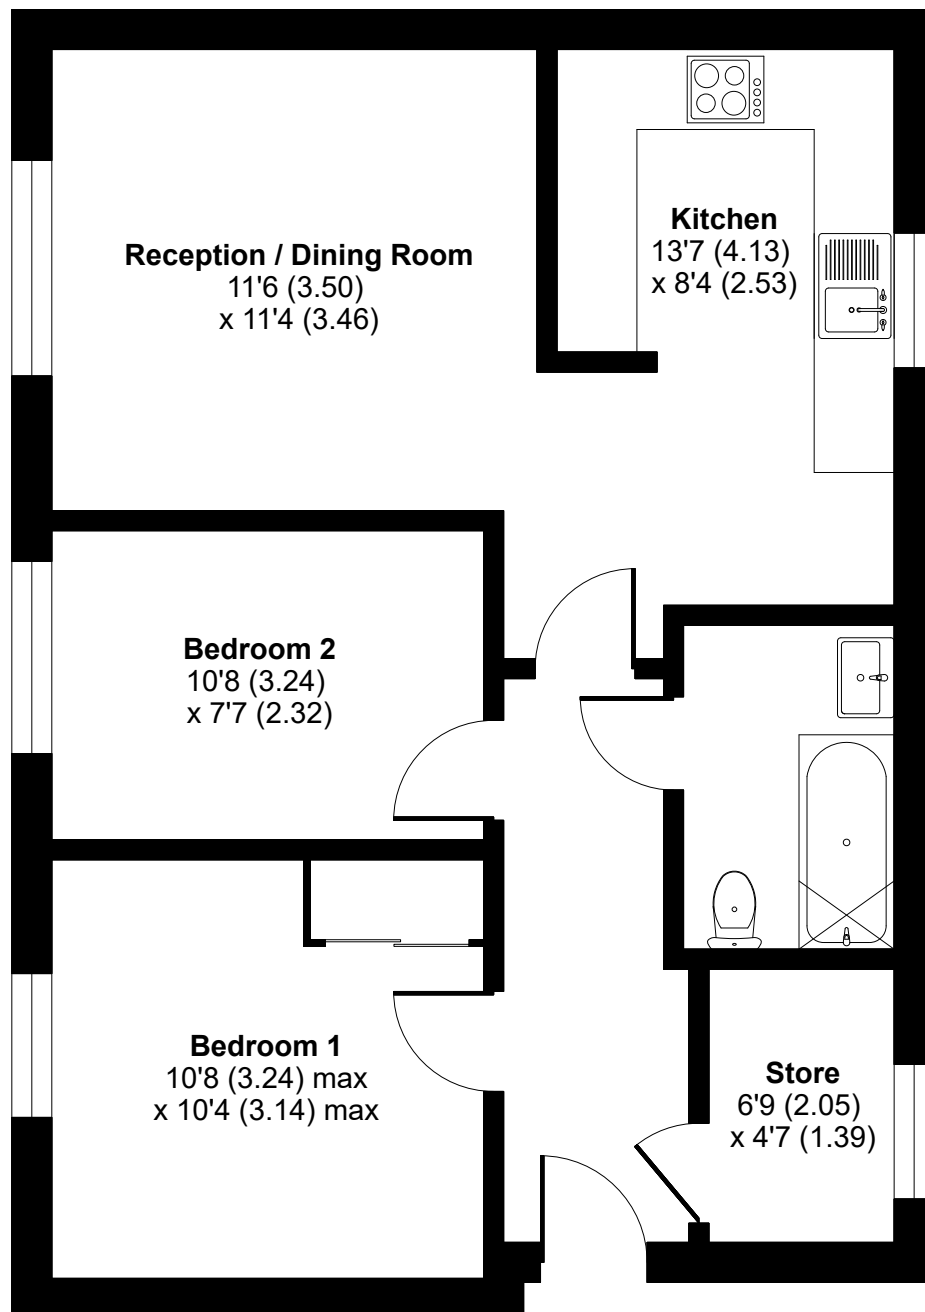 Reception / Dining Room
11'6 (3.50)
x 11'4 (3.46)
Kitchen
13'7 (4.13)
x 8'4 (2.53)
Bedroom 2
10'8 (3.24)
x 7'7 (2.32)
Bedroom 1
10'8 (3.24) max
x 10'4 (3.14) max
Store
6'9 (2.05)
x 4'7 (1.39)